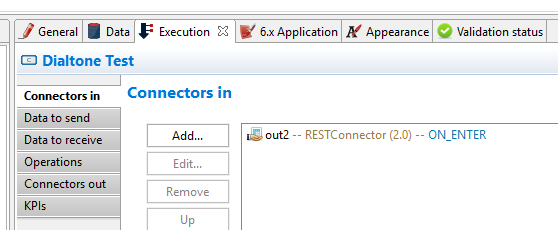 General Data Execution 6.x Application Appearance Validation status
Dialtone Test
Connectors in
Data to send
Data to receive
Operations
Connectors out
KPIs
Connectors in
Add...
Edit...
Remove
Up
out2 -- RESTConnector (2.0) -- ON_ENTER